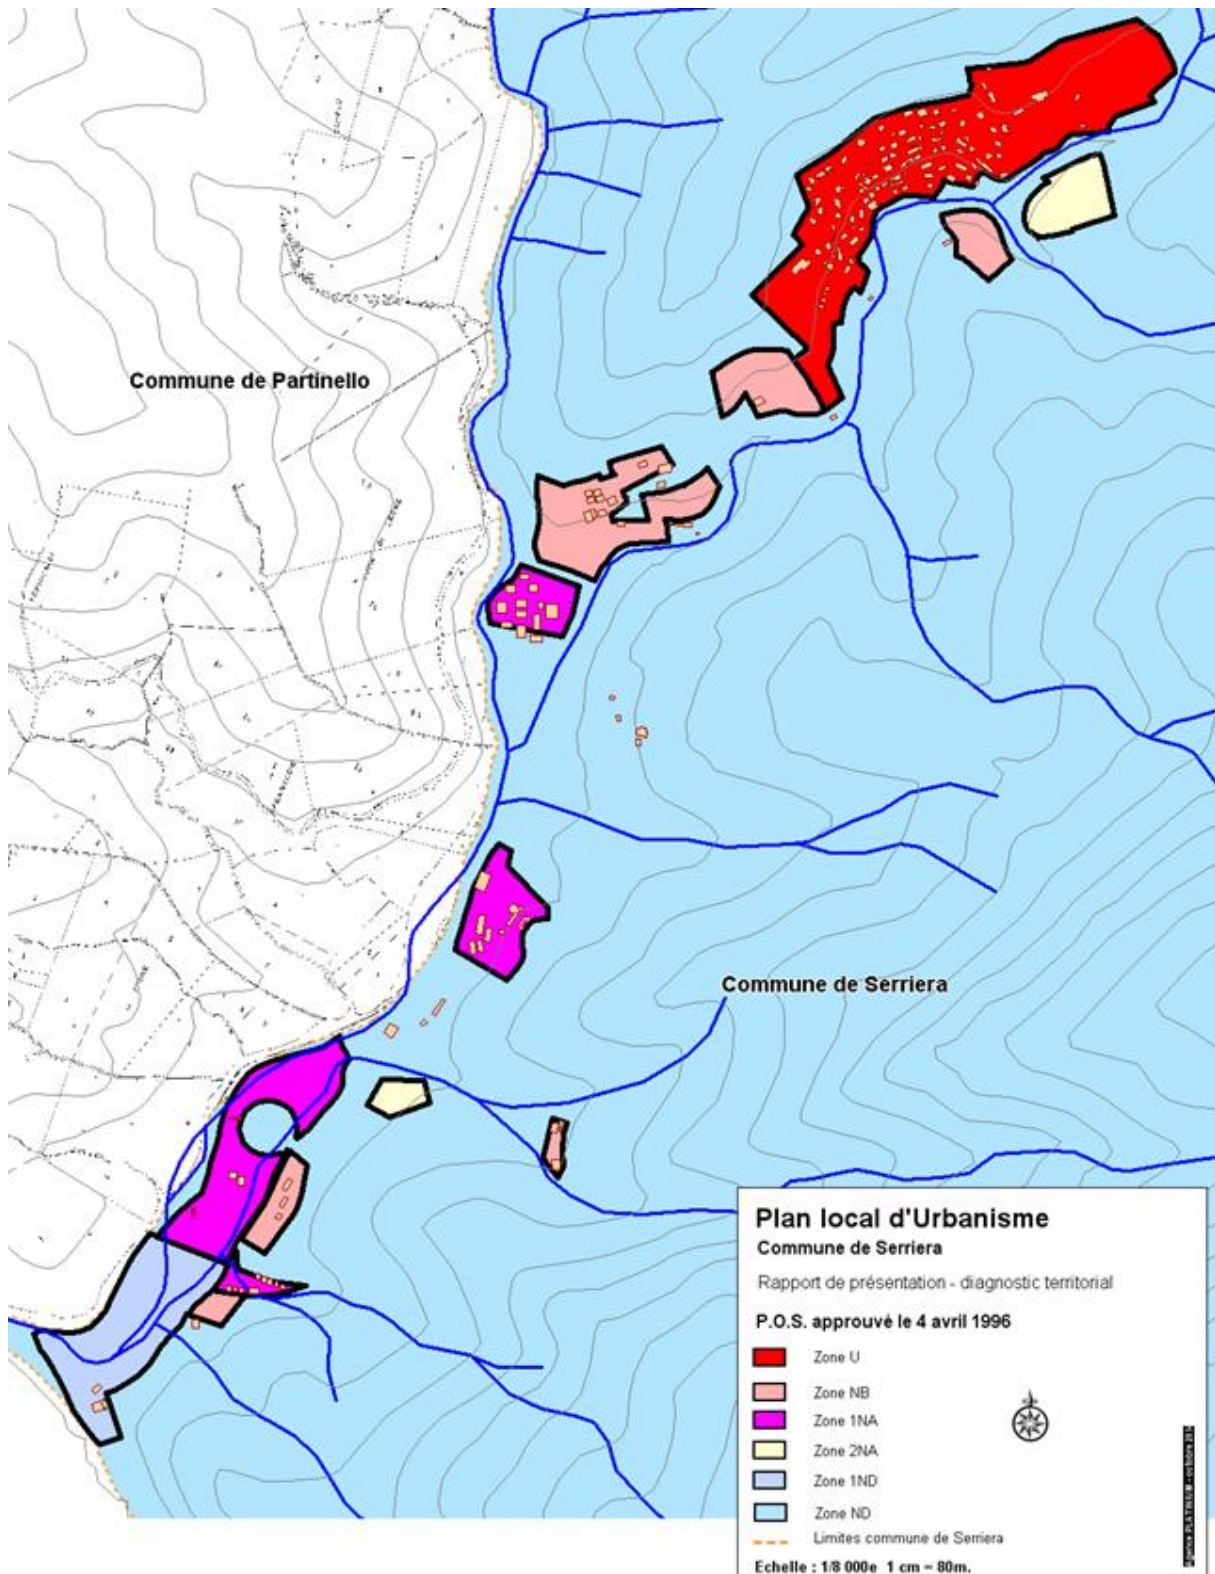 Commune de Partinello
Commune de Serriera
Plan local d'Urbanisme
Commune de Serriera
Rapport de présentation - diagnostic territorial
P.O.S. approuvé le 4 avril 1996
Zone U
Zone NB
Zone 1NA
Zone 2NA
Zone 1ND
Zone ND
Limites commune de Serriera
Echelle : 1/8 000e 1 cm = 80m.